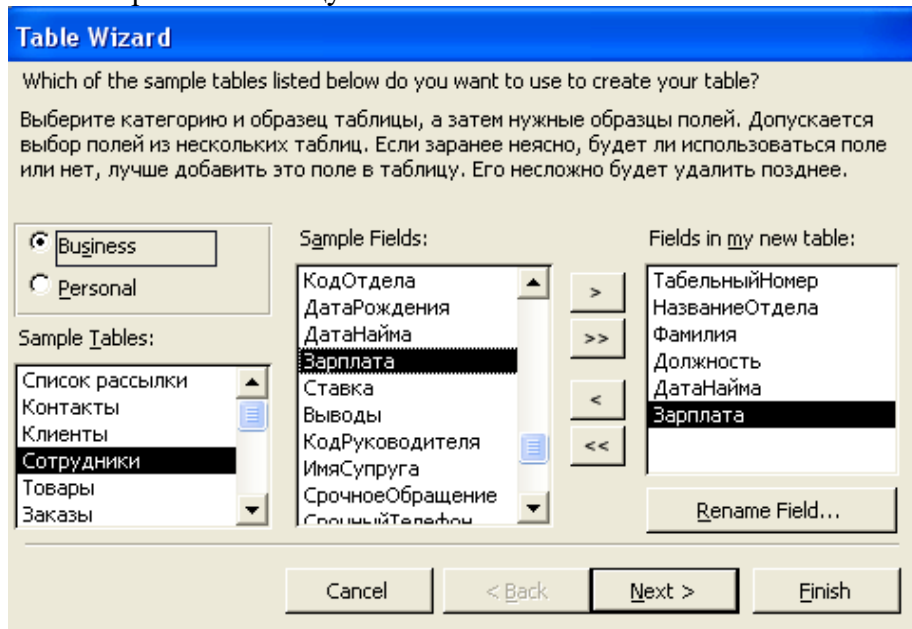 Table Wizard
Which of the sample tables listed below do you want to use to create your table?
Выберите категорию и образец таблицы, а затем нужные образцы полей. Допускается
выбор полей из нескольких таблиц. Если заранее неясно, будет ли использоваться поле
или нет, лучше добавить это поле в таблицу. Его несложно будет удалить позднее.
Business
Personal
Sample Tables:
Список рассылки
Контакты
Клиенты
Сотрудники
Товары
Заказы
Sample Fields:
КодОтдела
ДатаРождения
ДатаНайма
Зарплата
Ставка
Выводы
КодРуководителя
ИмяСупруга
СрочноеОбращение
СрочныйТелефон
>
>>
<
<<
Fields in my new table:
ТабельныйНомер
НазваниеОтдела
Фамилия
Должность
ДатаНайма
Зарплата
Rename Field...
Cancel
< Back
Next >
Finish